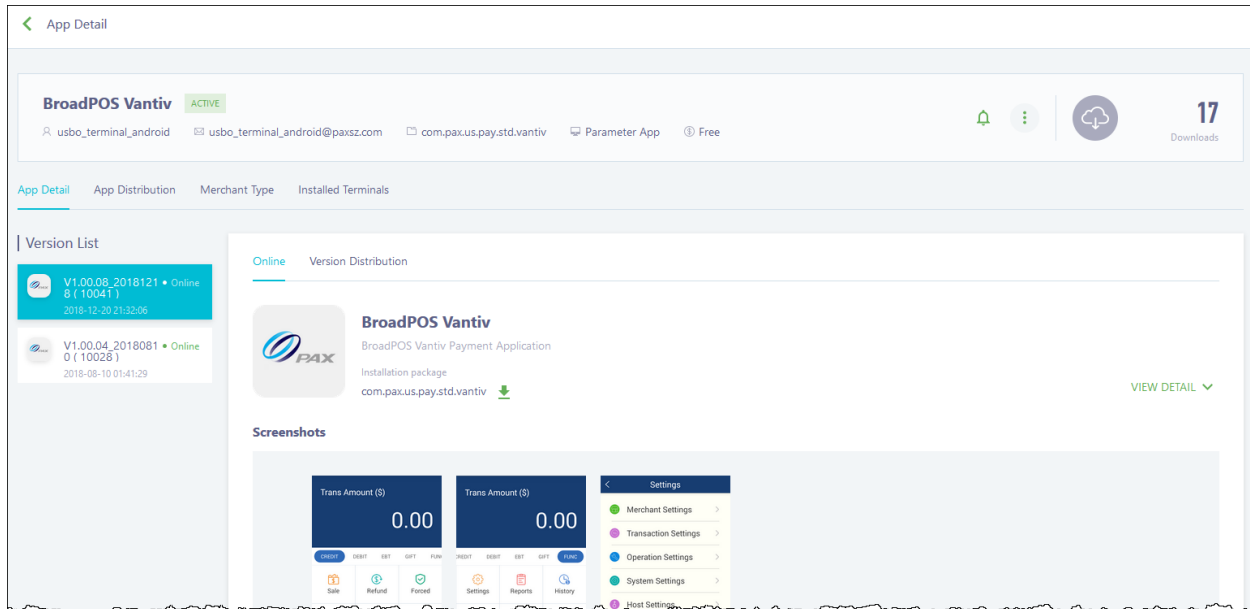 App Detail
BroadPOS Vantiv ACTIVE
usbo_terminal_android usbo_terminal_android@paxsz.com com.pax.us.pay.std.vantiv Parameter App Free
17
Downloads
App Detail App Distribution Merchant Type Installed Terminals
Version List
V1.00.08_2018121 • Online
8 ( 10041 )
2018-12-20 21:32:06
V1.00.04_2018081 • Online
0 ( 10028 )
2018-08-10 01:41:29
Online Version Distribution
PAX
BroadPOS Vantiv
BroadPOS Vantiv Payment Application
Installation package
com.pax.us.pay.std.vantiv
VIEW DETAIL
Screenshots
Trans Amount ($)
0.00
CREDIT DEBIT EBT GIFT FUN
Sale Refund Forced
Trans Amount ($)
0.00
CREDIT DEBIT EBT GIFT FUNC
Settings Reports History
Settings
Merchant Settings
Transaction Settings
Operation Settings
System Settings
Host Settings